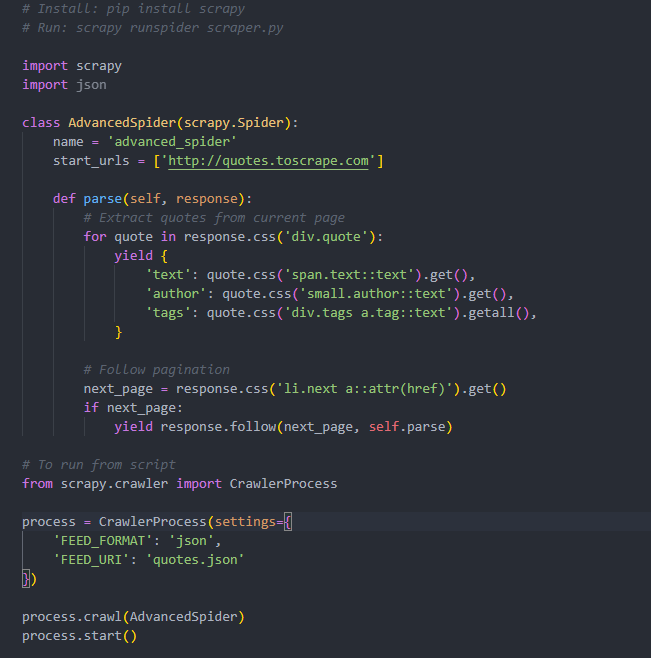 # Install: pip install scrapy
# Run: scrapy runspider scraper.py

import scrapy
import json

class AdvancedSpider(scrapy.Spider):
    name = 'advanced_spider'
    start_urls = ['http://quotes.toscrape.com']

    def parse(self, response):
        # Extract quotes from current page
        for quote in response.css('div.quote'):
            yield {
                'text': quote.css('span.text::text').get(),
                'author': quote.css('small.author::text').get(),
                'tags': quote.css('div.tags a.tag::text').getall(),
            }

        # Follow pagination
        next_page = response.css('li.next a::attr(href)').get()
        if next_page:
            yield response.follow(next_page, self.parse)

# To run from script
from scrapy.crawler import CrawlerProcess

process = CrawlerProcess(settings={
    'FEED_FORMAT': 'json',
    'FEED_URI': 'quotes.json'
})

process.crawl(AdvancedSpider)
process.start()